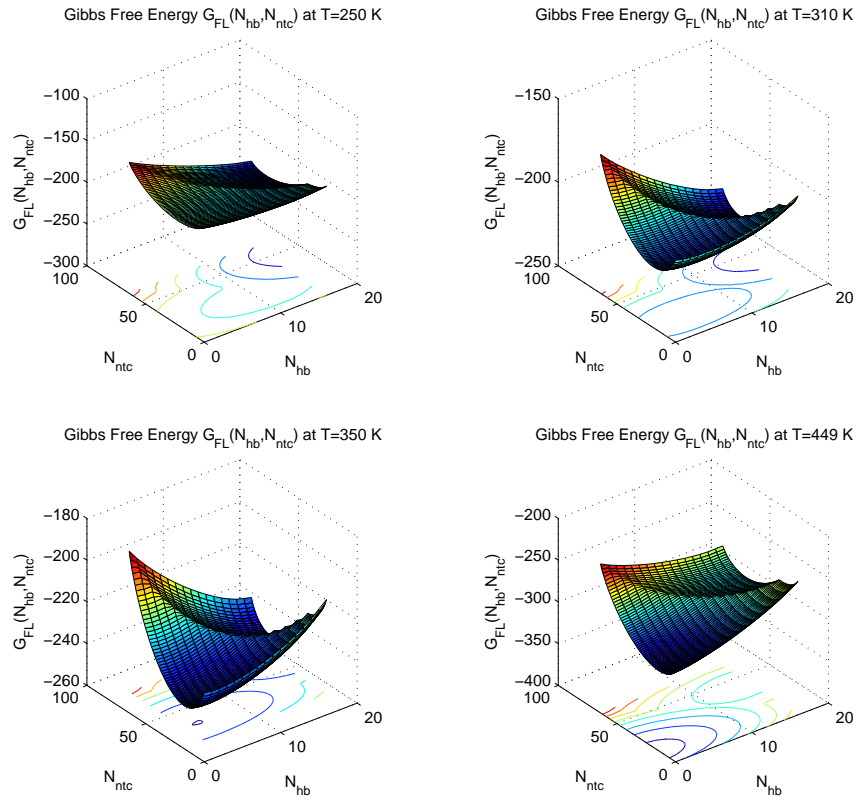 Gibbs Free Energy G_FL(N_hb,N_ntc) at T=250 K
−100
−150
−200
−250
−300
100
50
0
0
10
20
G_FL(N_hb,N_ntc)
N_ntc
N_hb
Gibbs Free Energy G_FL(N_hb,N_ntc) at T=310 K
−150
−200
−250
100
50
0
0
10
20
G_FL(N_hb,N_ntc)
N_ntc
N_hb
Gibbs Free Energy G_FL(N_hb,N_ntc) at T=350 K
−180
−200
−220
−240
−260
100
50
0
0
10
20
G_FL(N_hb,N_ntc)
N_ntc
N_hb
Gibbs Free Energy G_FL(N_hb,N_ntc) at T=449 K
−200
−250
−300
−350
−400
100
50
0
0
10
20
G_FL(N_hb,N_ntc)
N_ntc
N_hb